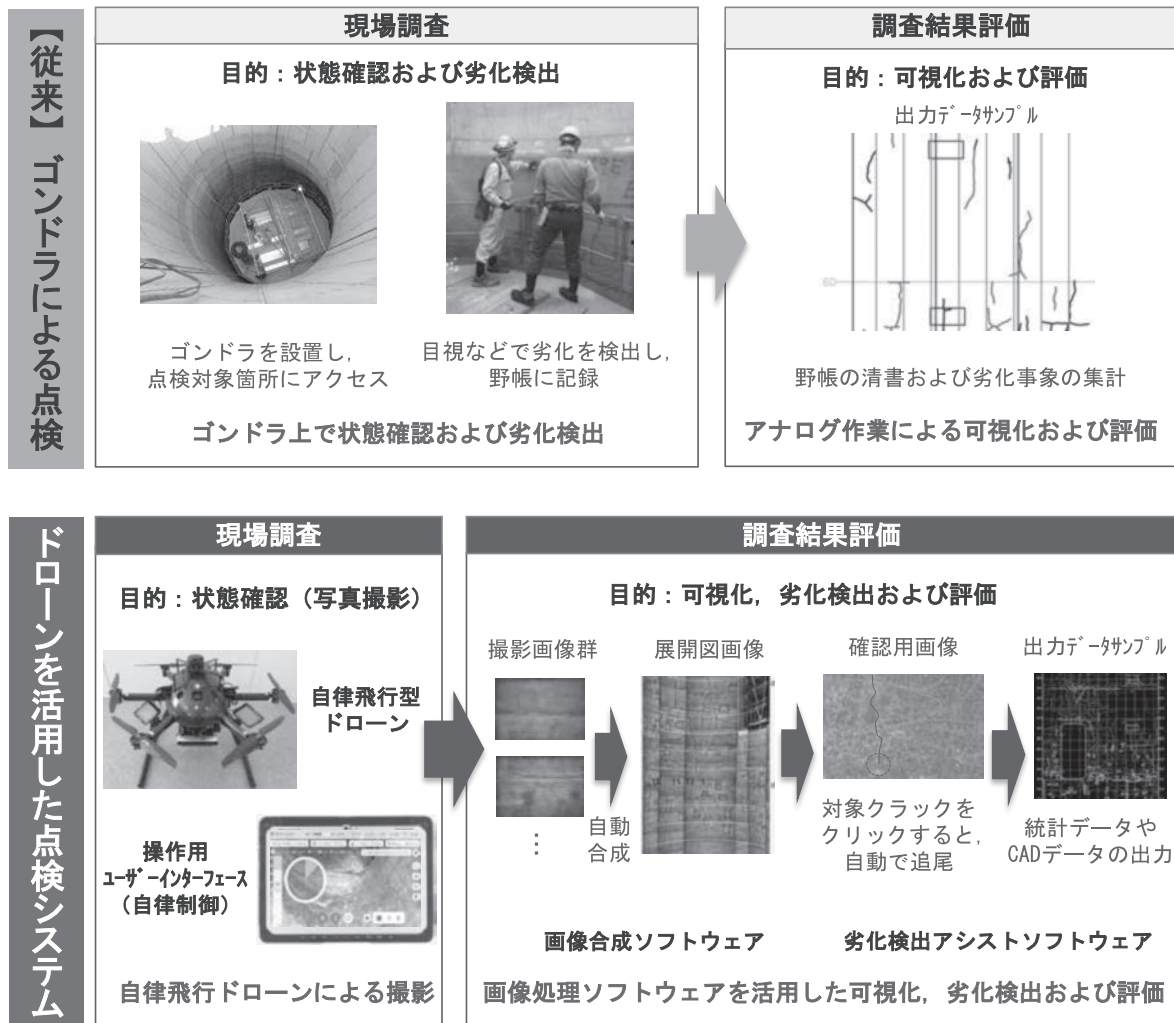 【従来】ゴンドラによる点検
現場調査
目的：状態確認および劣化検出
ゴンドラを設置し，
点検対象箇所にアクセス
目視などで劣化を検出し，
野帳に記録
ゴンドラ上で状態確認および劣化検出
調査結果評価
目的：可視化および評価
出力ﾃﾞｰﾀｻﾝﾌﾟﾙ
野帳の清書および劣化事象の集計
アナログ作業による可視化および評価
ドローンを活用した点検システム
現場調査
目的：状態確認（写真撮影）
自律飛行型
ドローン
操作用
ﾕｰｻﾞｰｲﾝﾀｰﾌｪｰｽ
（自律制御）
自律飛行ドローンによる撮影
調査結果評価
目的：可視化，劣化検出および評価
撮影画像群
⋮
自動
合成
展開図画像
確認用画像
対象クラックを
クリックすると，
自動で追尾
出力ﾃﾞｰﾀｻﾝﾌﾟﾙ
統計データや
CADデータの出力
画像合成ソフトウェア
劣化検出アシストソフトウェア
画像処理ソフトウェアを活用した可視化，劣化検出および評価